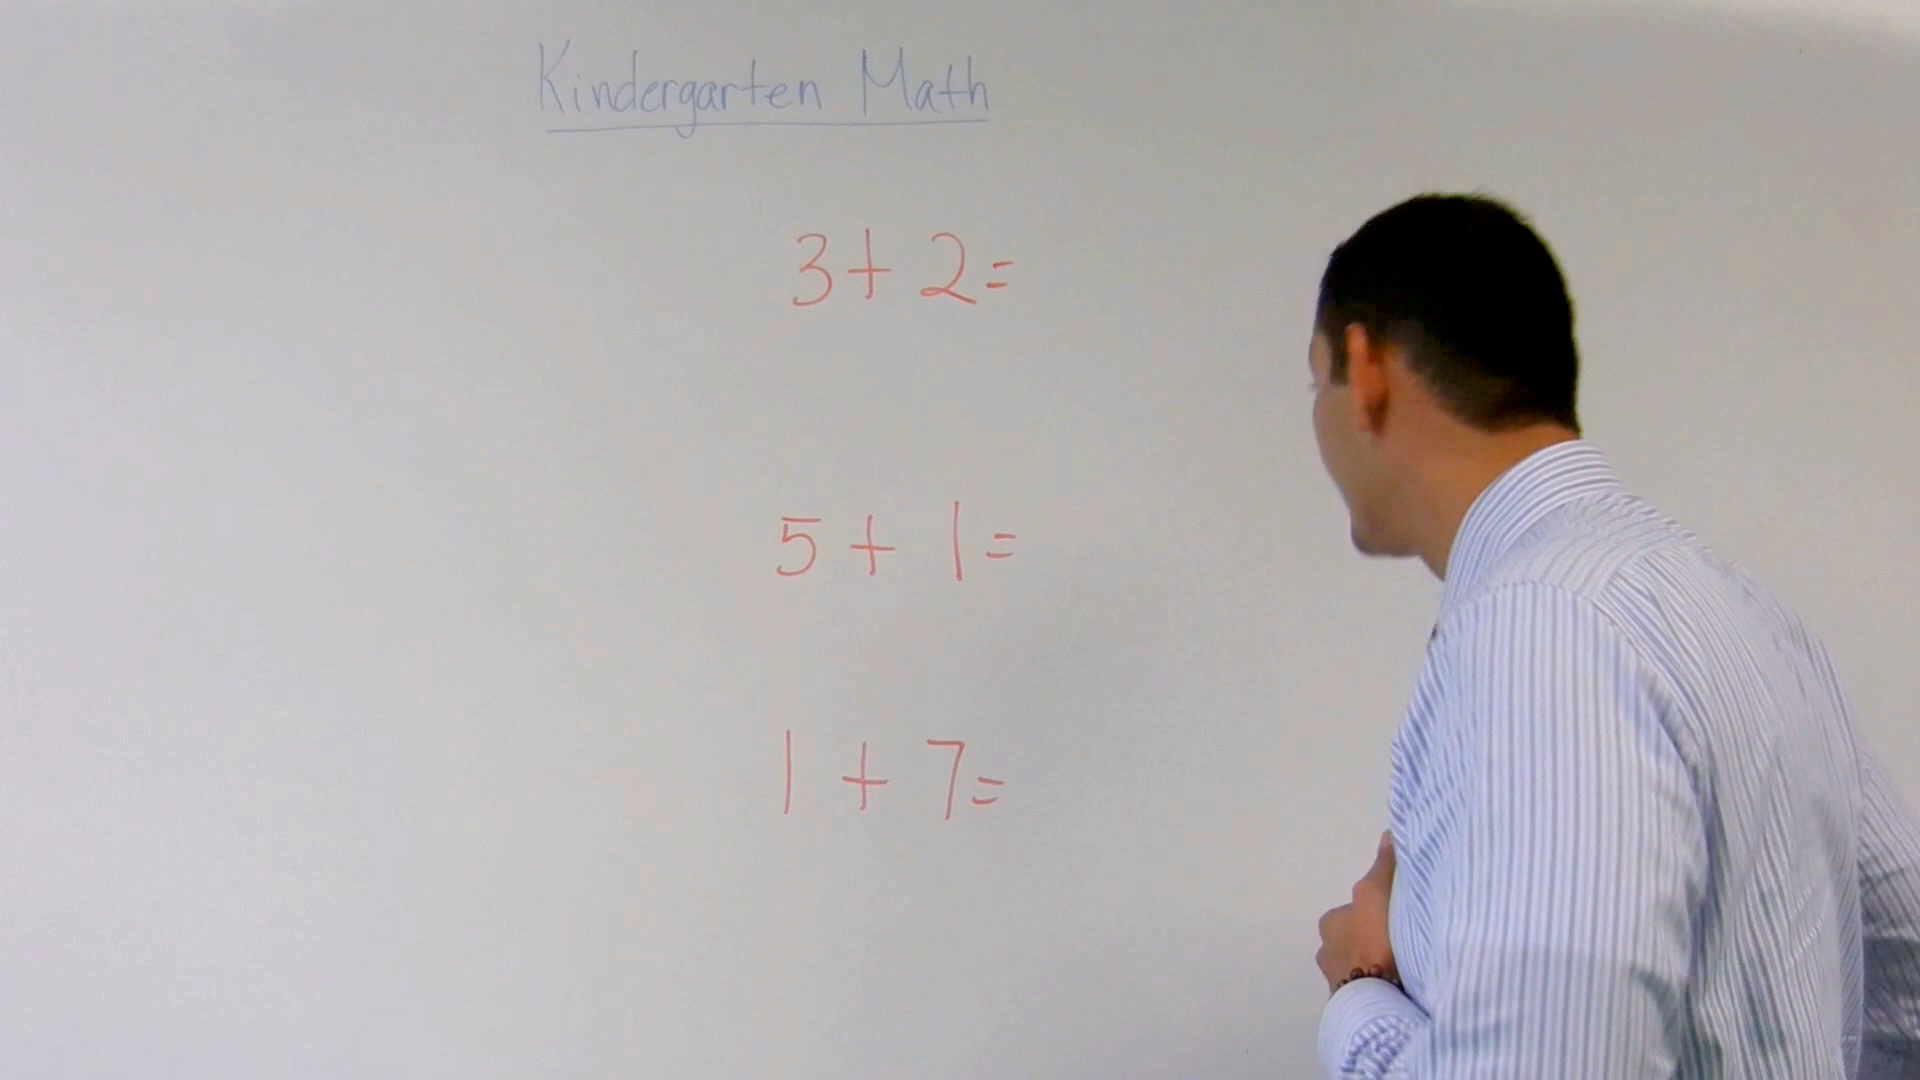 Kindergarten Math
3 + 2 =
5 + 1 =
1 + 7 =